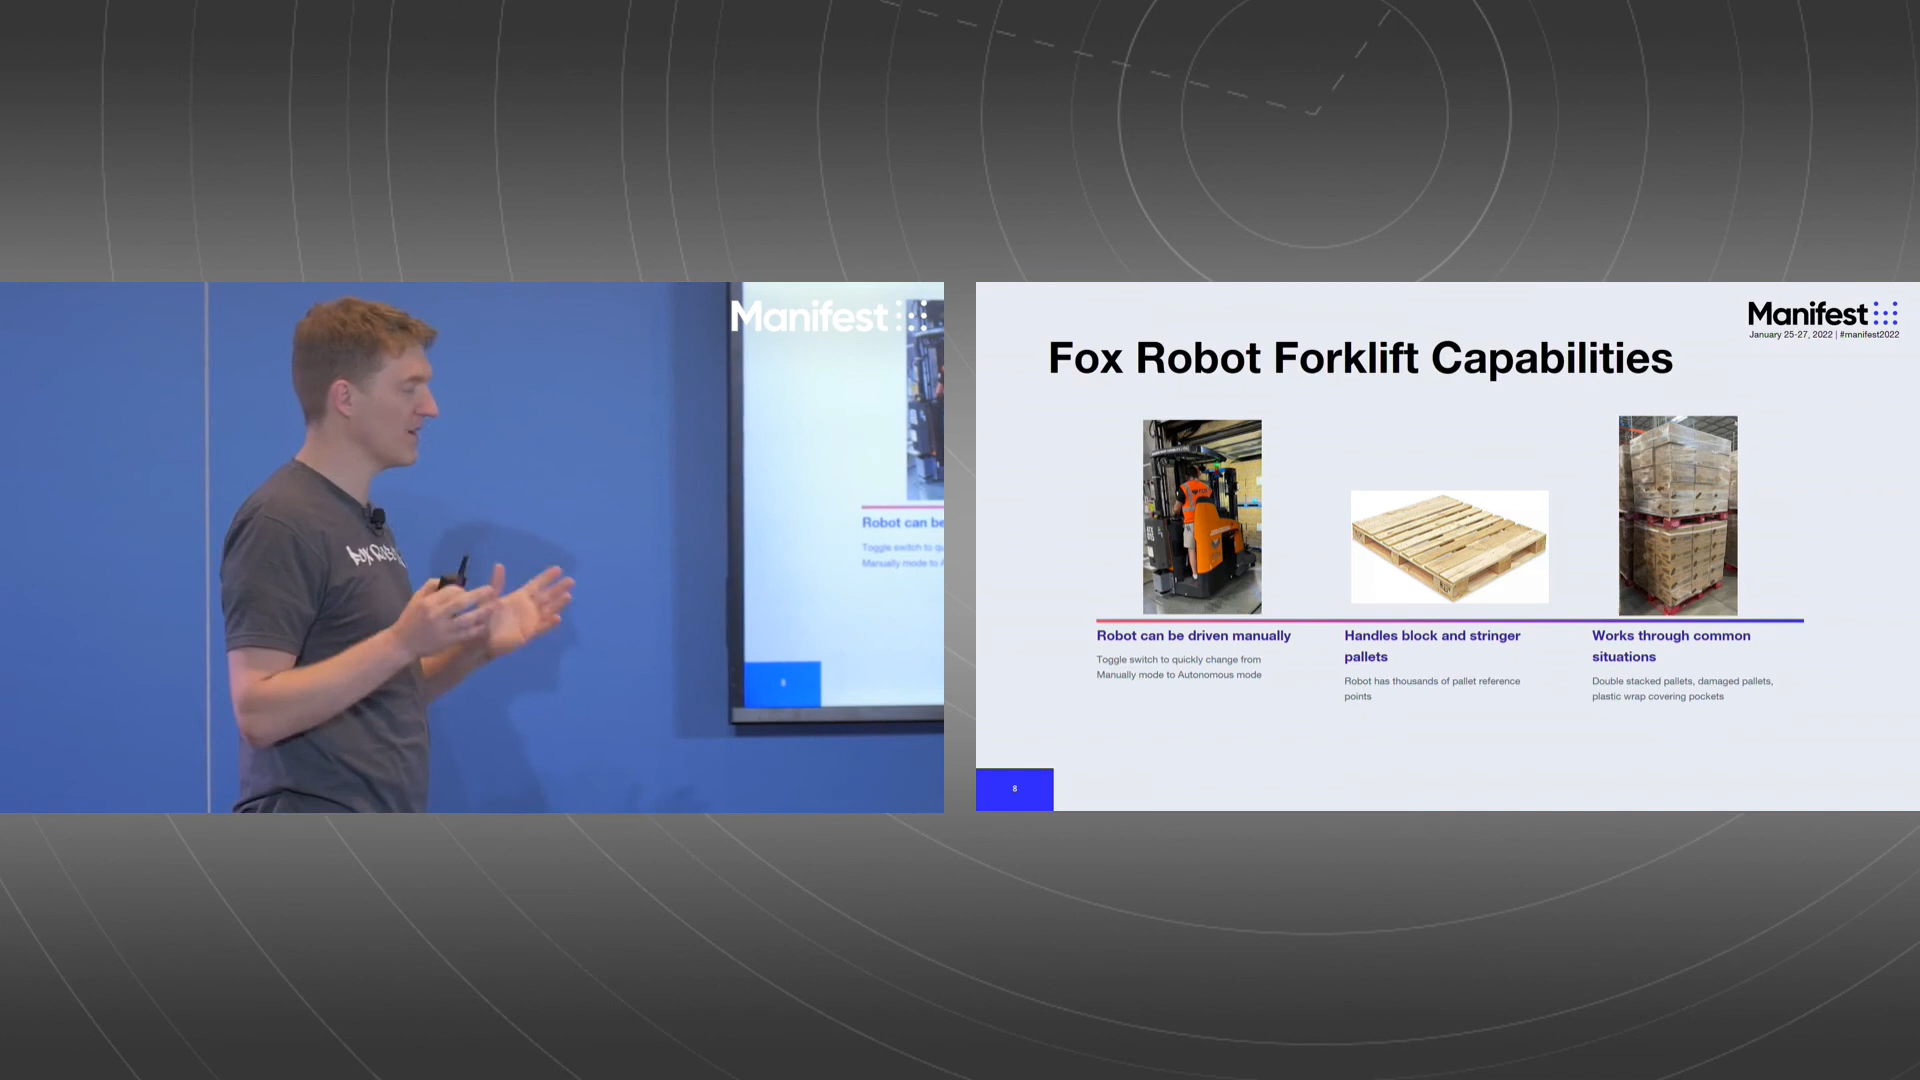 Manifest
Robot can be
Toggle switch to
Manually mode to
8
Manifest
January 25-27, 2022 | #manifest2022
Fox Robot Forklift Capabilities
Robot can be driven manually
Toggle switch to quickly change from
Manually mode to Autonomous mode
Handles block and stringer
pallets
Robot has thousands of pallet reference
points
Works through common
situations
Double stacked pallets, damaged pallets,
plastic wrap covering pockets
8